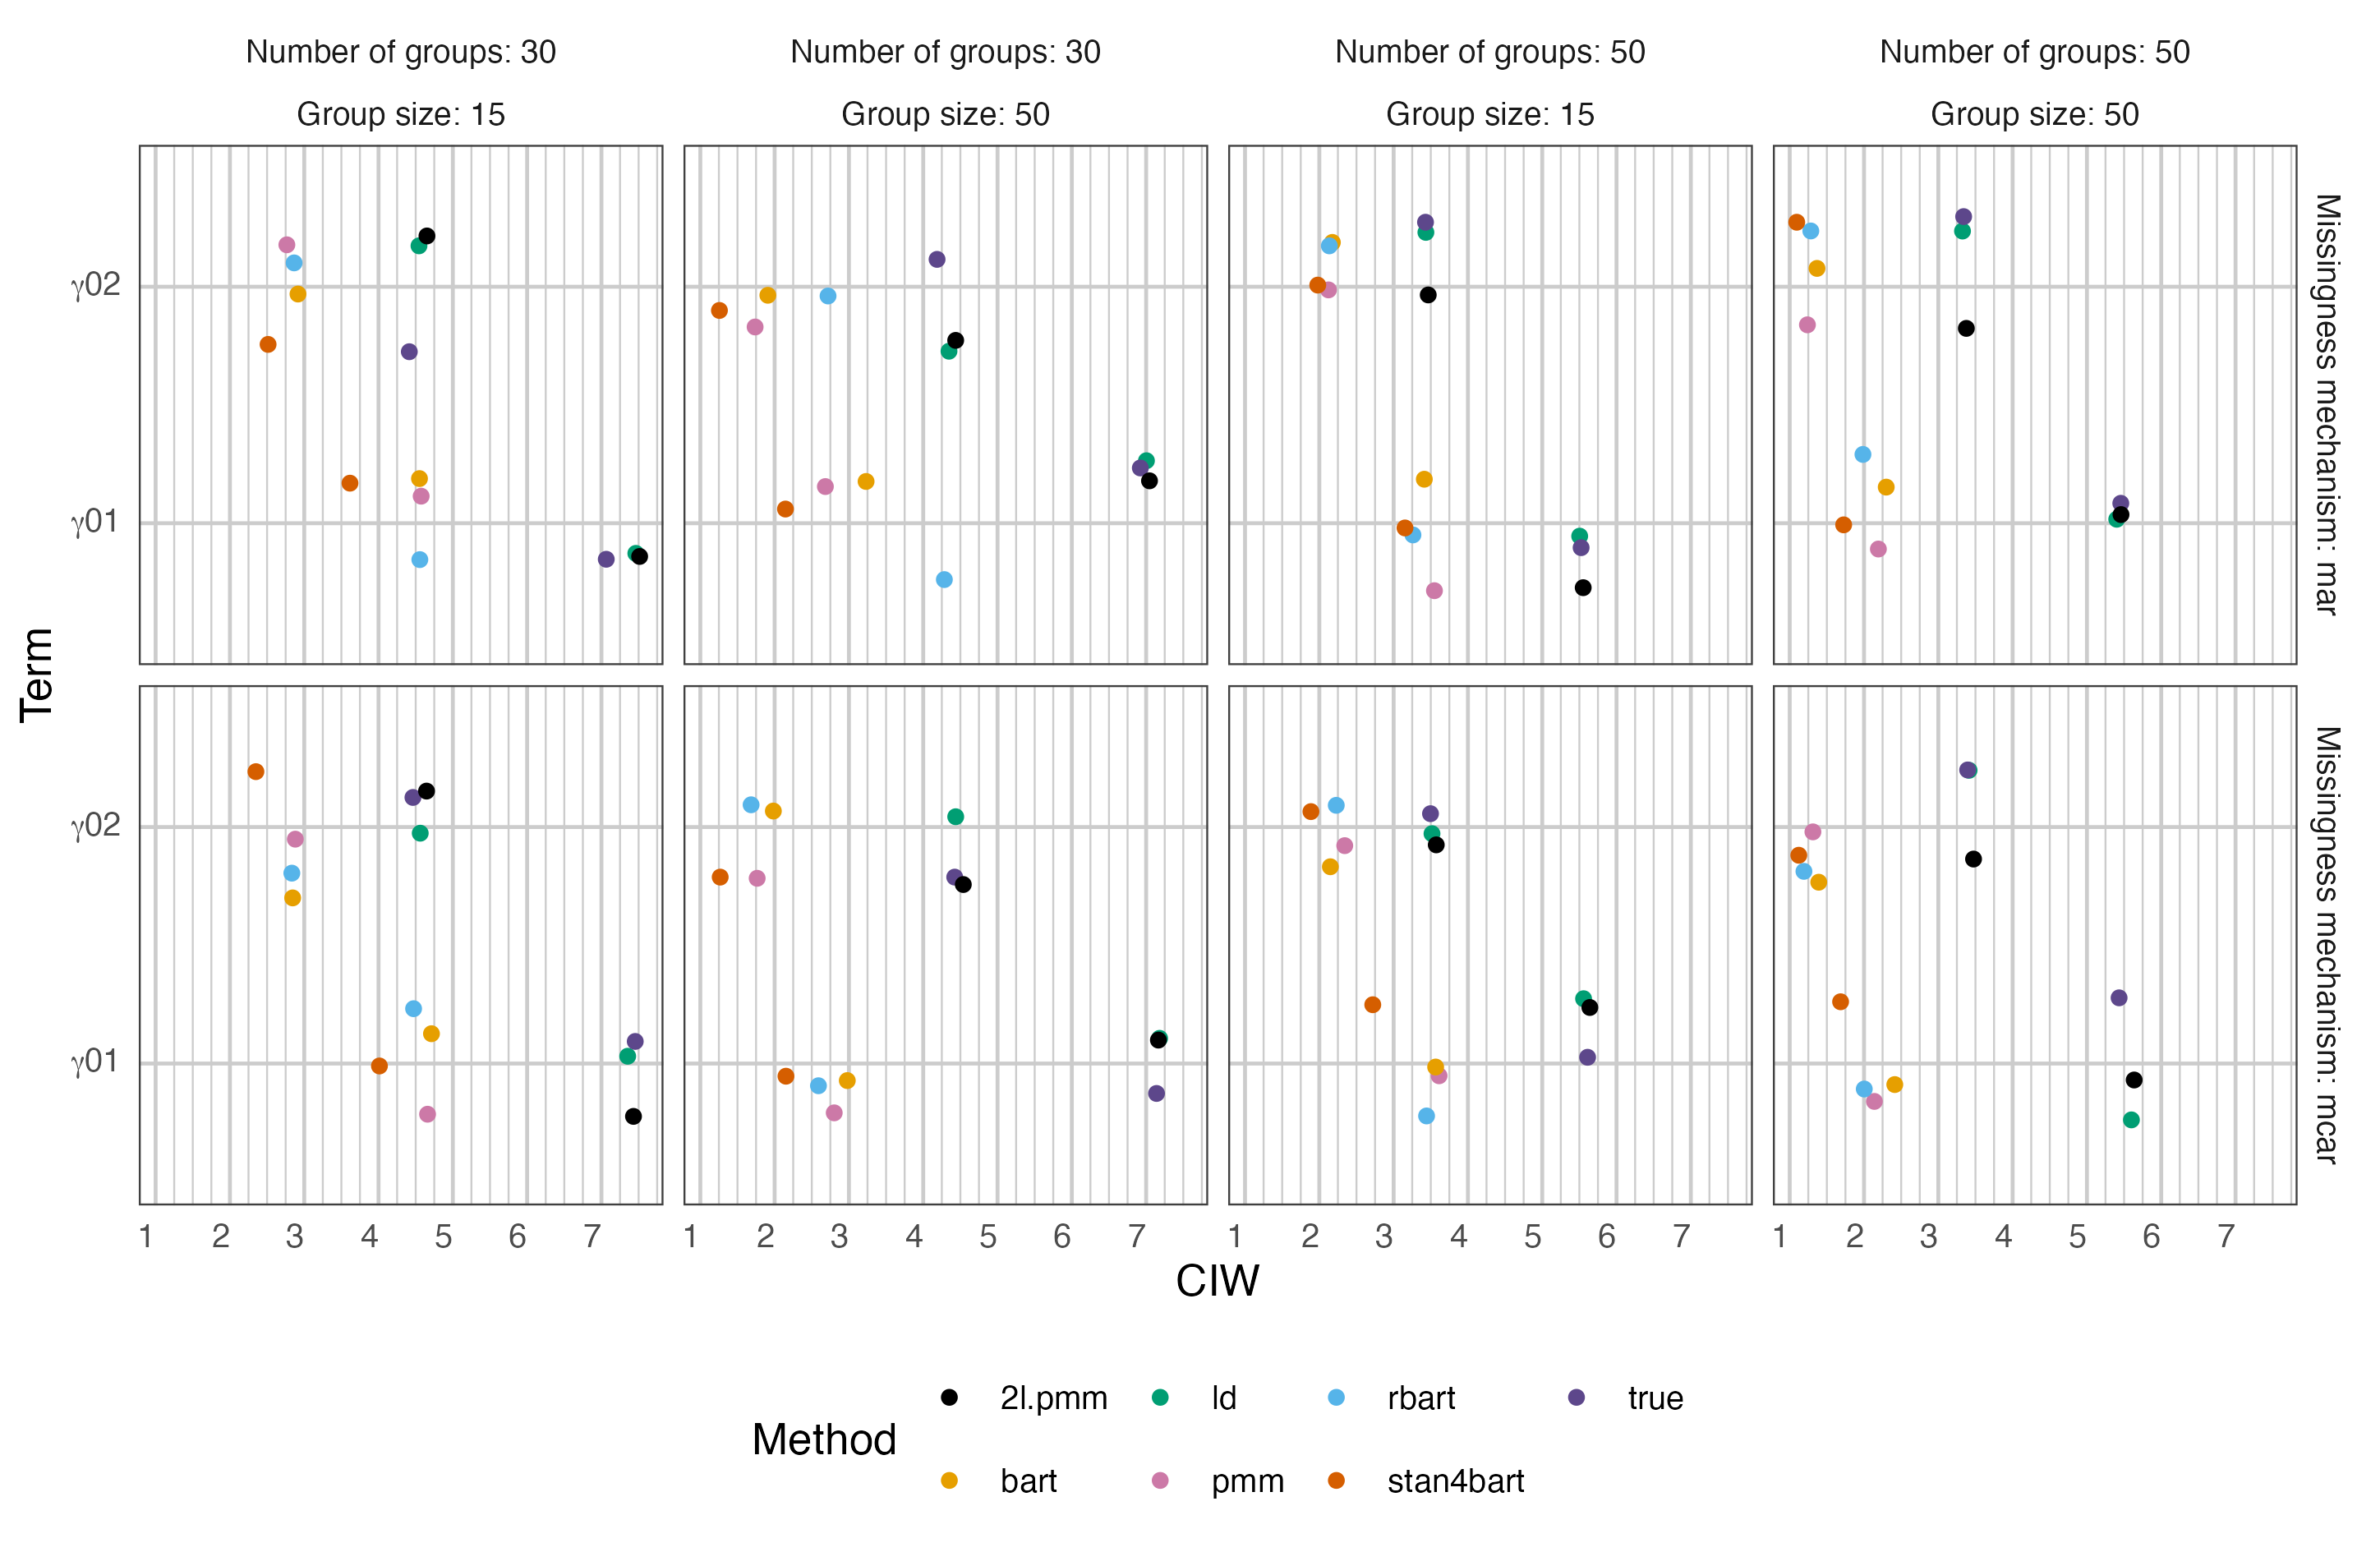 Number of groups: 30
Number of groups: 30
Number of groups: 50
Number of groups: 50
Group size: 15
Group size: 50
Group size: 15
Group size: 50
γ02
γ01
Missingness mechanism: mar
Term
γ02
γ01
Missingness mechanism: mcar
1 2 3 4 5 6 7
1 2 3 4 5 6 7
1 2 3 4 5 6 7
1 2 3 4 5 6 7
CIW
Method
2l.pmm
ld
rbart
true
bart
pmm
stan4bart